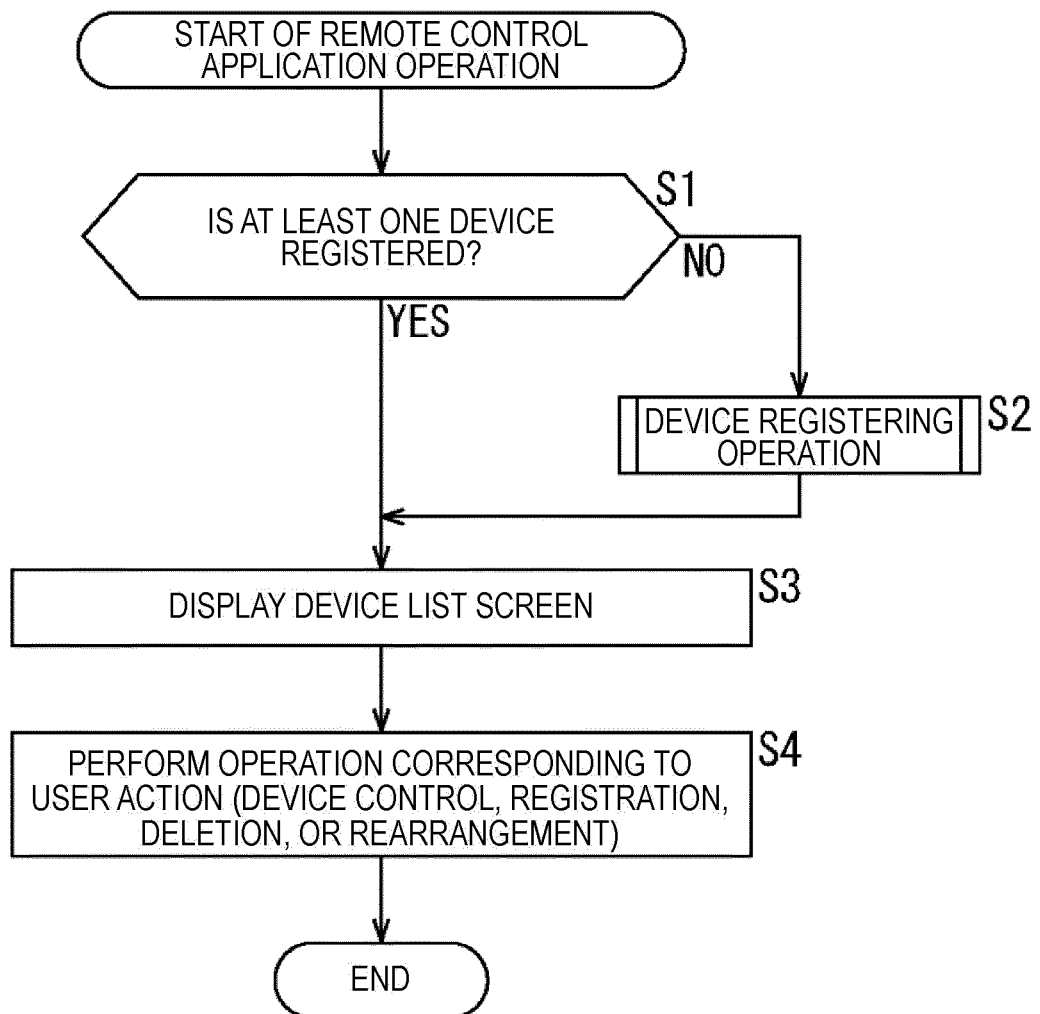 START OF REMOTE CONTROL
APPLICATION OPERATION
S1
IS AT LEAST ONE DEVICE
REGISTERED?
NO
YES
S2
DEVICE REGISTERING
OPERATION
S3
DISPLAY DEVICE LIST SCREEN
S4
PERFORM OPERATION CORRESPONDING TO
USER ACTION (DEVICE CONTROL, REGISTRATION,
DELETION, OR REARRANGEMENT)
END